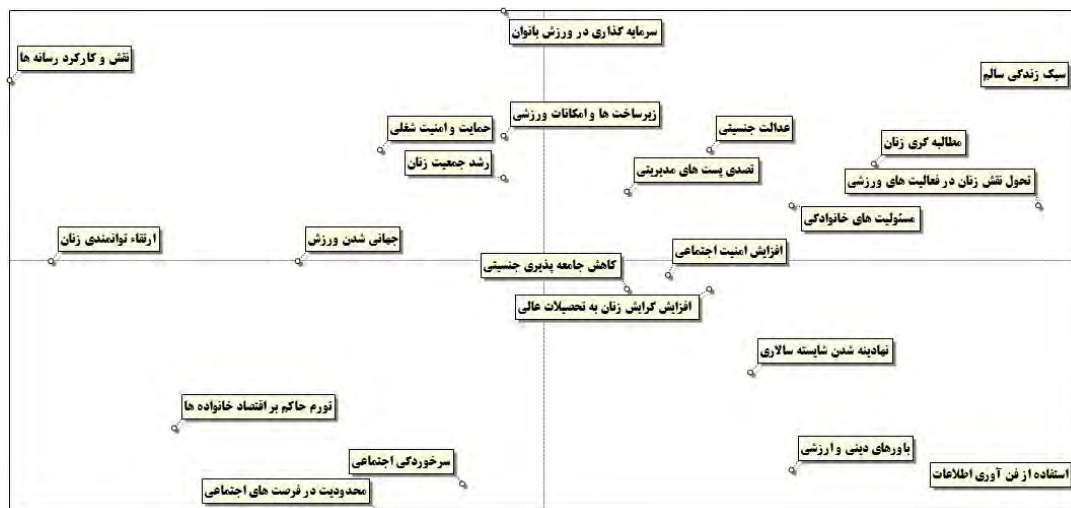 سرمایه گذاری در ورزش بانوان
نقش و کارکرد رسانه ها
سبک زندگی سالم
زیرساخت ها و امکانات ورزشی
حمایت و امنیت شغلی
عدالت جنسیتی
مطالبه گری زنان
رشد جمعیت زنان
تصدی پست های مدیریتی
تحول نقش زنان در فعالیت های ورزشی
مسئولیت های خانوادگی
ارتقاء توانمندی زنان
جهانی شدن ورزش
افزایش امنیت اجتماعی
کاهش جامعه پذیری جنسیتی
افزایش گرایش زنان به تحصیلات عالی
نهادینه شدن شایسته سالاری
تورم حاکم بر اقتصاد خانواده ها
باورهای دینی و ارزشی
سرخوردگی اجتماعی
استفاده از فن آوری اطلاعات
محدودیت در فرصت های اجتماعی